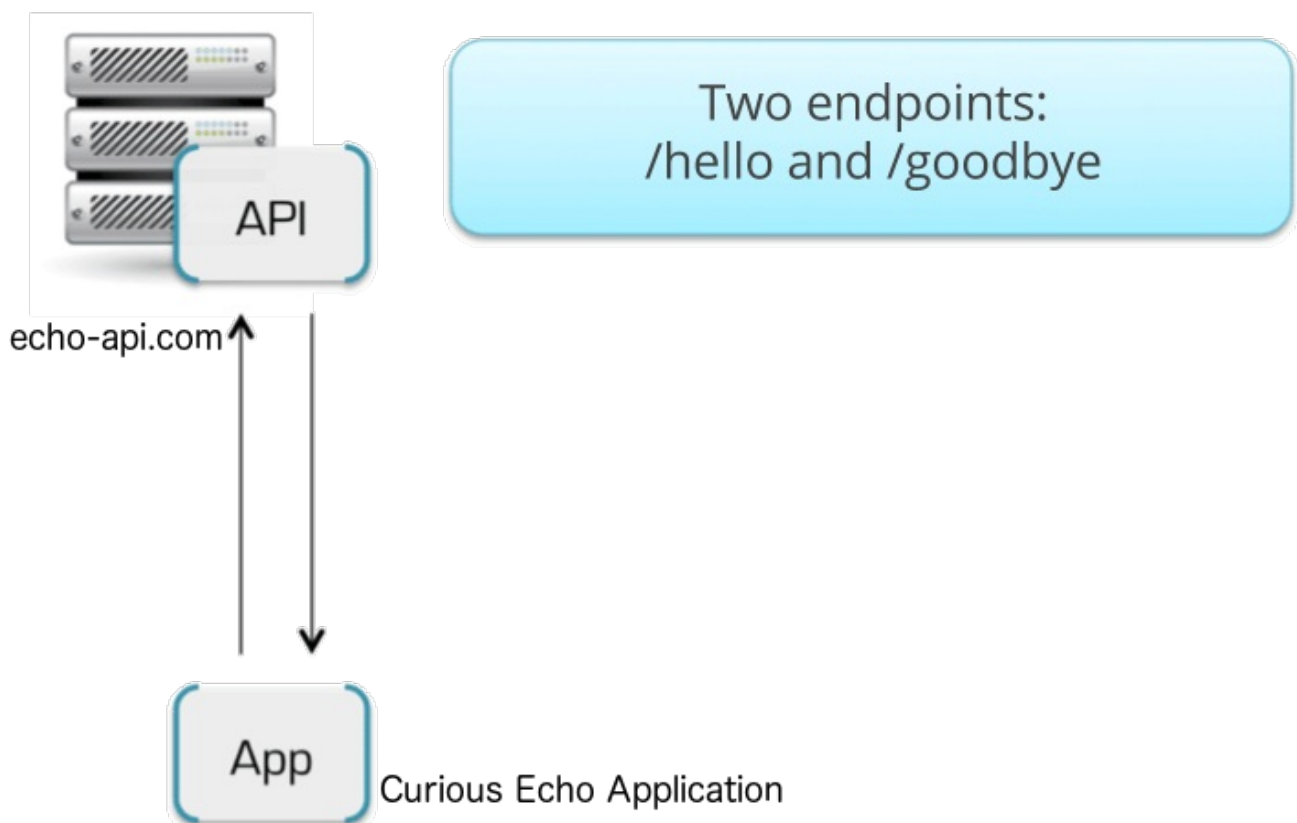 Two endpoints:
/hello and /goodbye
API
echo-api.com
App
Curious Echo Application